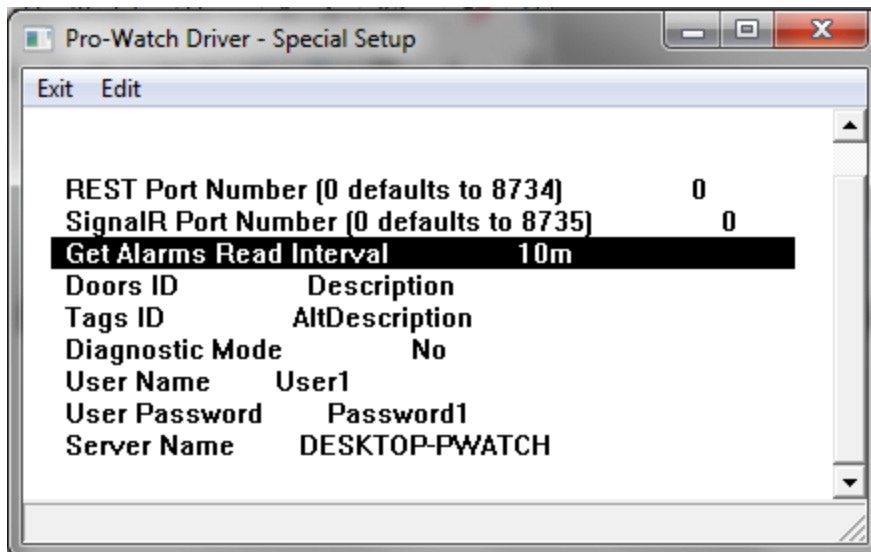 Pro-Watch Driver - Special Setup
Exit Edit
REST Port Number (0 defaults to 8734) 0
SignalR Port Number (0 defaults to 8735) 0
Get Alarms Read Interval 10m
Doors ID Description
Tags ID AltDescription
Diagnostic Mode No
User Name User1
User Password Password1
Server Name DESKTOP-PWATCH